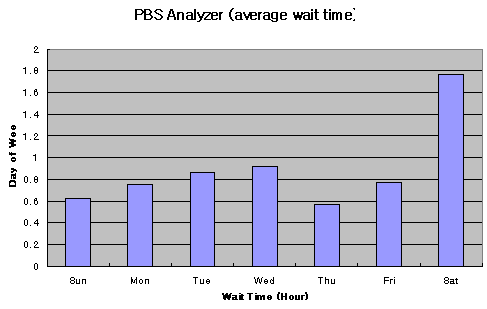 PBS Analyzer (average wait time)
2
1.8
1.6
1.4
1.2
1
0.8
0.6
0.4
0.2
0
Day of Wee
Sun Mon Tue Wed Thu Fri Sat
Wait Time (Hour)